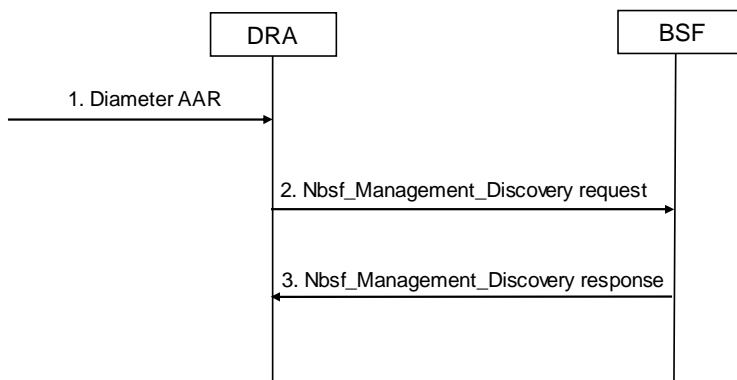 DRA
BSF
1. Diameter AAR
2. Nbsf_Management_Discovery request
3. Nbsf_Management_Discovery response